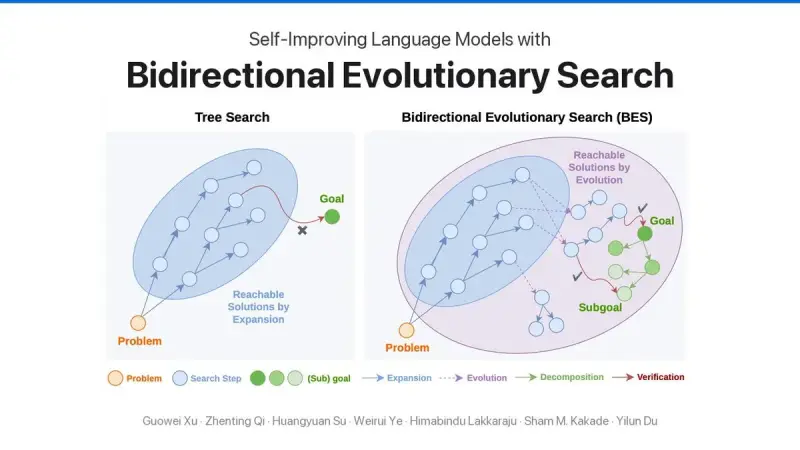 Self-Improving Language Models with
Bidirectional Evolutionary Search
Tree Search
Goal
Reachable
Solutions by
Expansion
Problem
Bidirectional Evolutionary Search (BES)
Reachable
Solutions by
Evolution
Goal
Subgoal
Problem
Problem
Search Step
(Sub) goal
Expansion
Evolution
Decomposition
Verification
Guowei Xu · Zhenting Qi · Huangyuan Su · Weirui Ye · Himabindu Lakkaraju · Sham M. Kakade · Yilun Du